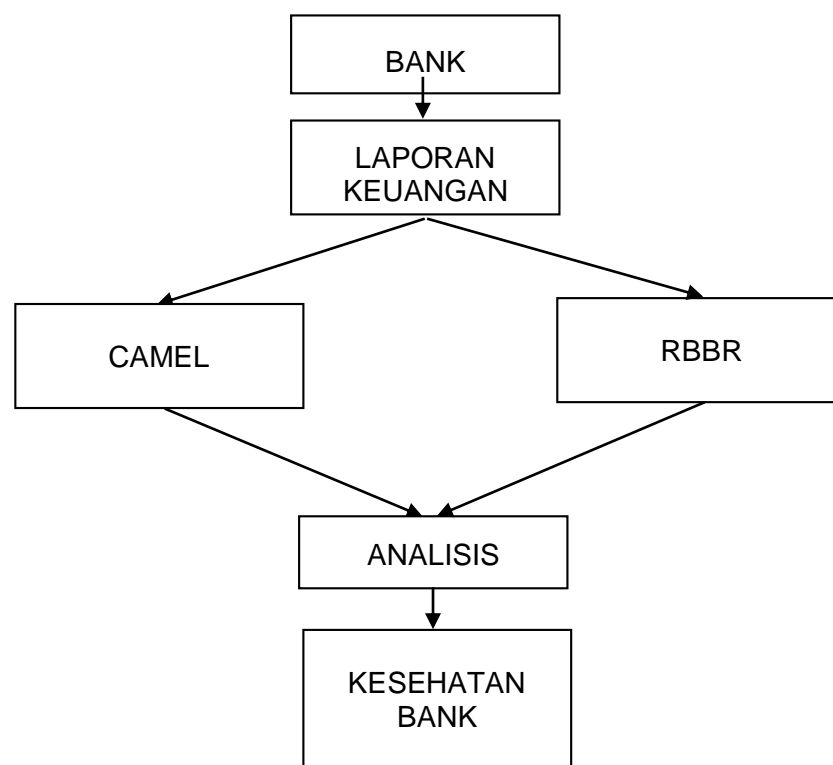 BANK
LAPORAN
KEUANGAN
CAMEL
RBBR
ANALISIS
KESEHATAN
BANK